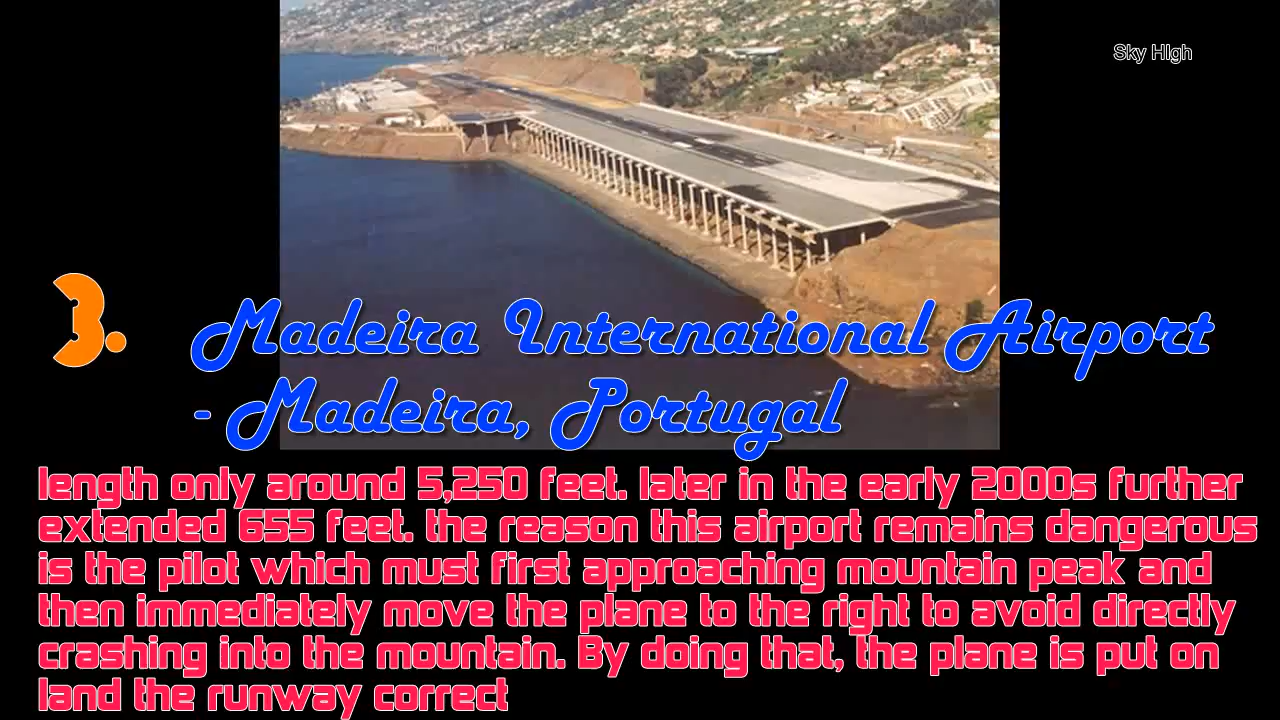 Sky HIgh
3. Madeira International Airport
- Madeira, Portugal
length only around 5,250 feet. later in the early 2000s further
extended 655 feet. the reason this airport remains dangerous
is the pilot which must first approaching mountain peak and
then immediately move the plane to the right to avoid directly
crashing into the mountain. By doing that, the plane is put on
land the runway correct